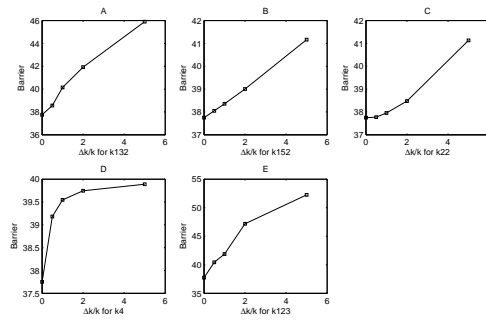 A
46
44
42
40
38
36
Barrier
0 2 4 6
Δk/k for k132
B
42
41
40
39
38
37
Barrier
0 2 4 6
Δk/k for k152
C
42
41
40
39
38
37
36
Barrier
0 2 4
Δk/k for k22
D
40
39.5
39
38.5
38
37.5
Barrier
0 2 4 6
Δk/k for k4
E
55
50
45
40
35
Barrier
0 2 4 6
Δk/k for k123